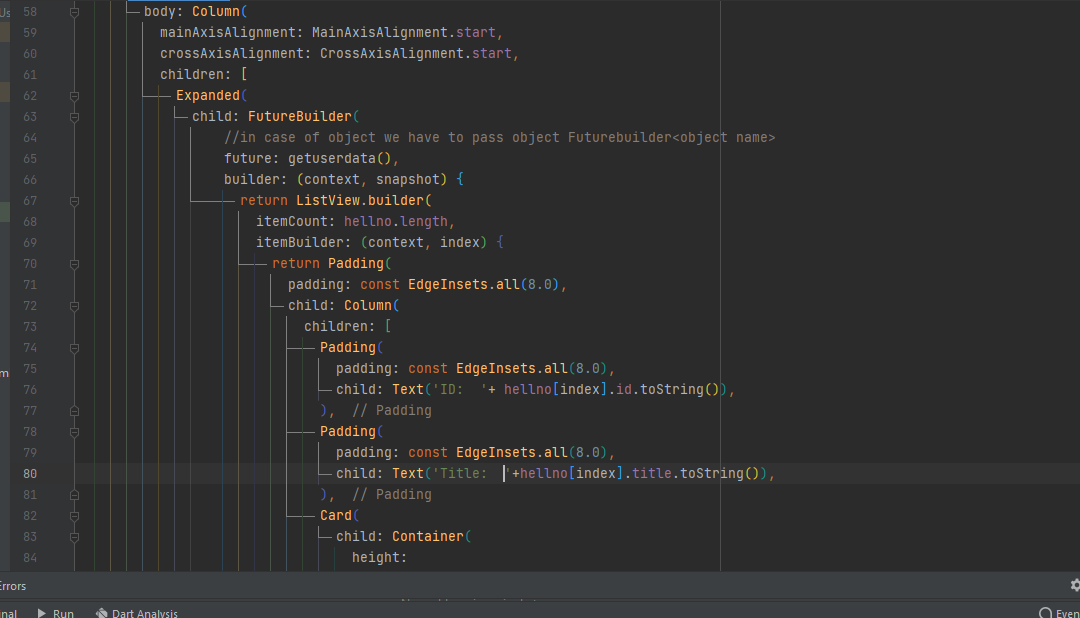 58 body: Column(
59 mainAxisAlignment: MainAxisAlignment.start,
60 crossAxisAlignment: CrossAxisAlignment.start,
61 children: [
62 Expanded(
63 child: FutureBuilder(
64 //in case of object we have to pass object Futurebuilder<object name>
65 future: getuserdata(),
66 builder: (context, snapshot) {
67 return ListView.builder(
68 itemCount: hellno.length,
69 itemBuilder: (context, index) {
70 return Padding(
71 padding: const EdgeInsets.all(8.0),
72 child: Column(
73 children: [
74 Padding(
75 padding: const EdgeInsets.all(8.0),
76 child: Text('ID:  '+ hellno[index].id.toString()),
77 ),  // Padding
78 Padding(
79 padding: const EdgeInsets.all(8.0),
80 child: Text('Title:  '+hellno[index].title.toString()),
81 ),  // Padding
82 Card(
83 child: Container(
84 height:
Run Dart Analysis